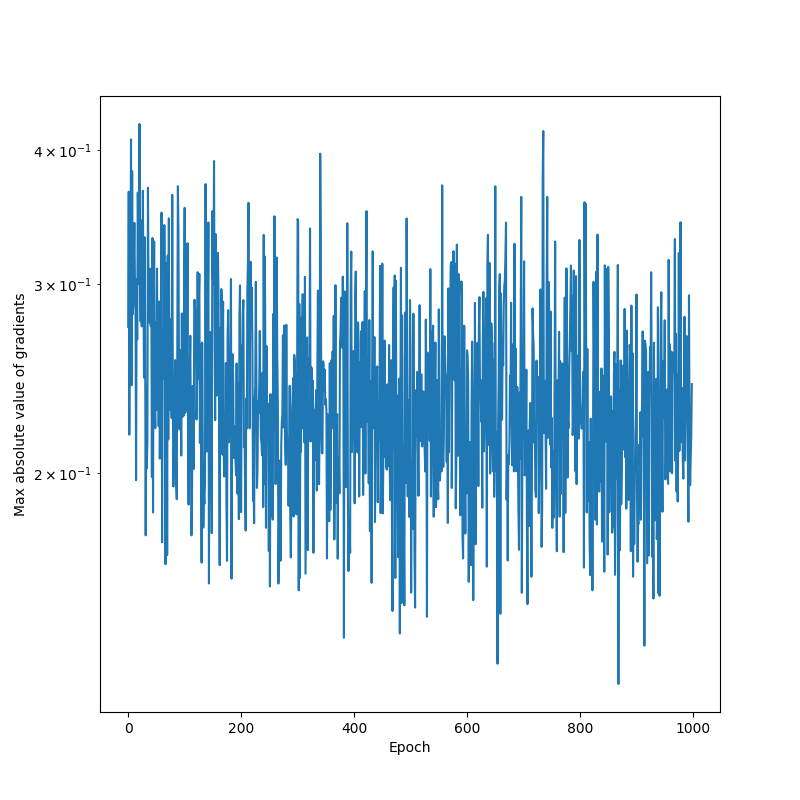 Max absolute value of gradients
4 × 10⁻¹
3 × 10⁻¹
2 × 10⁻¹
0 200 400 600 800 1000
Epoch